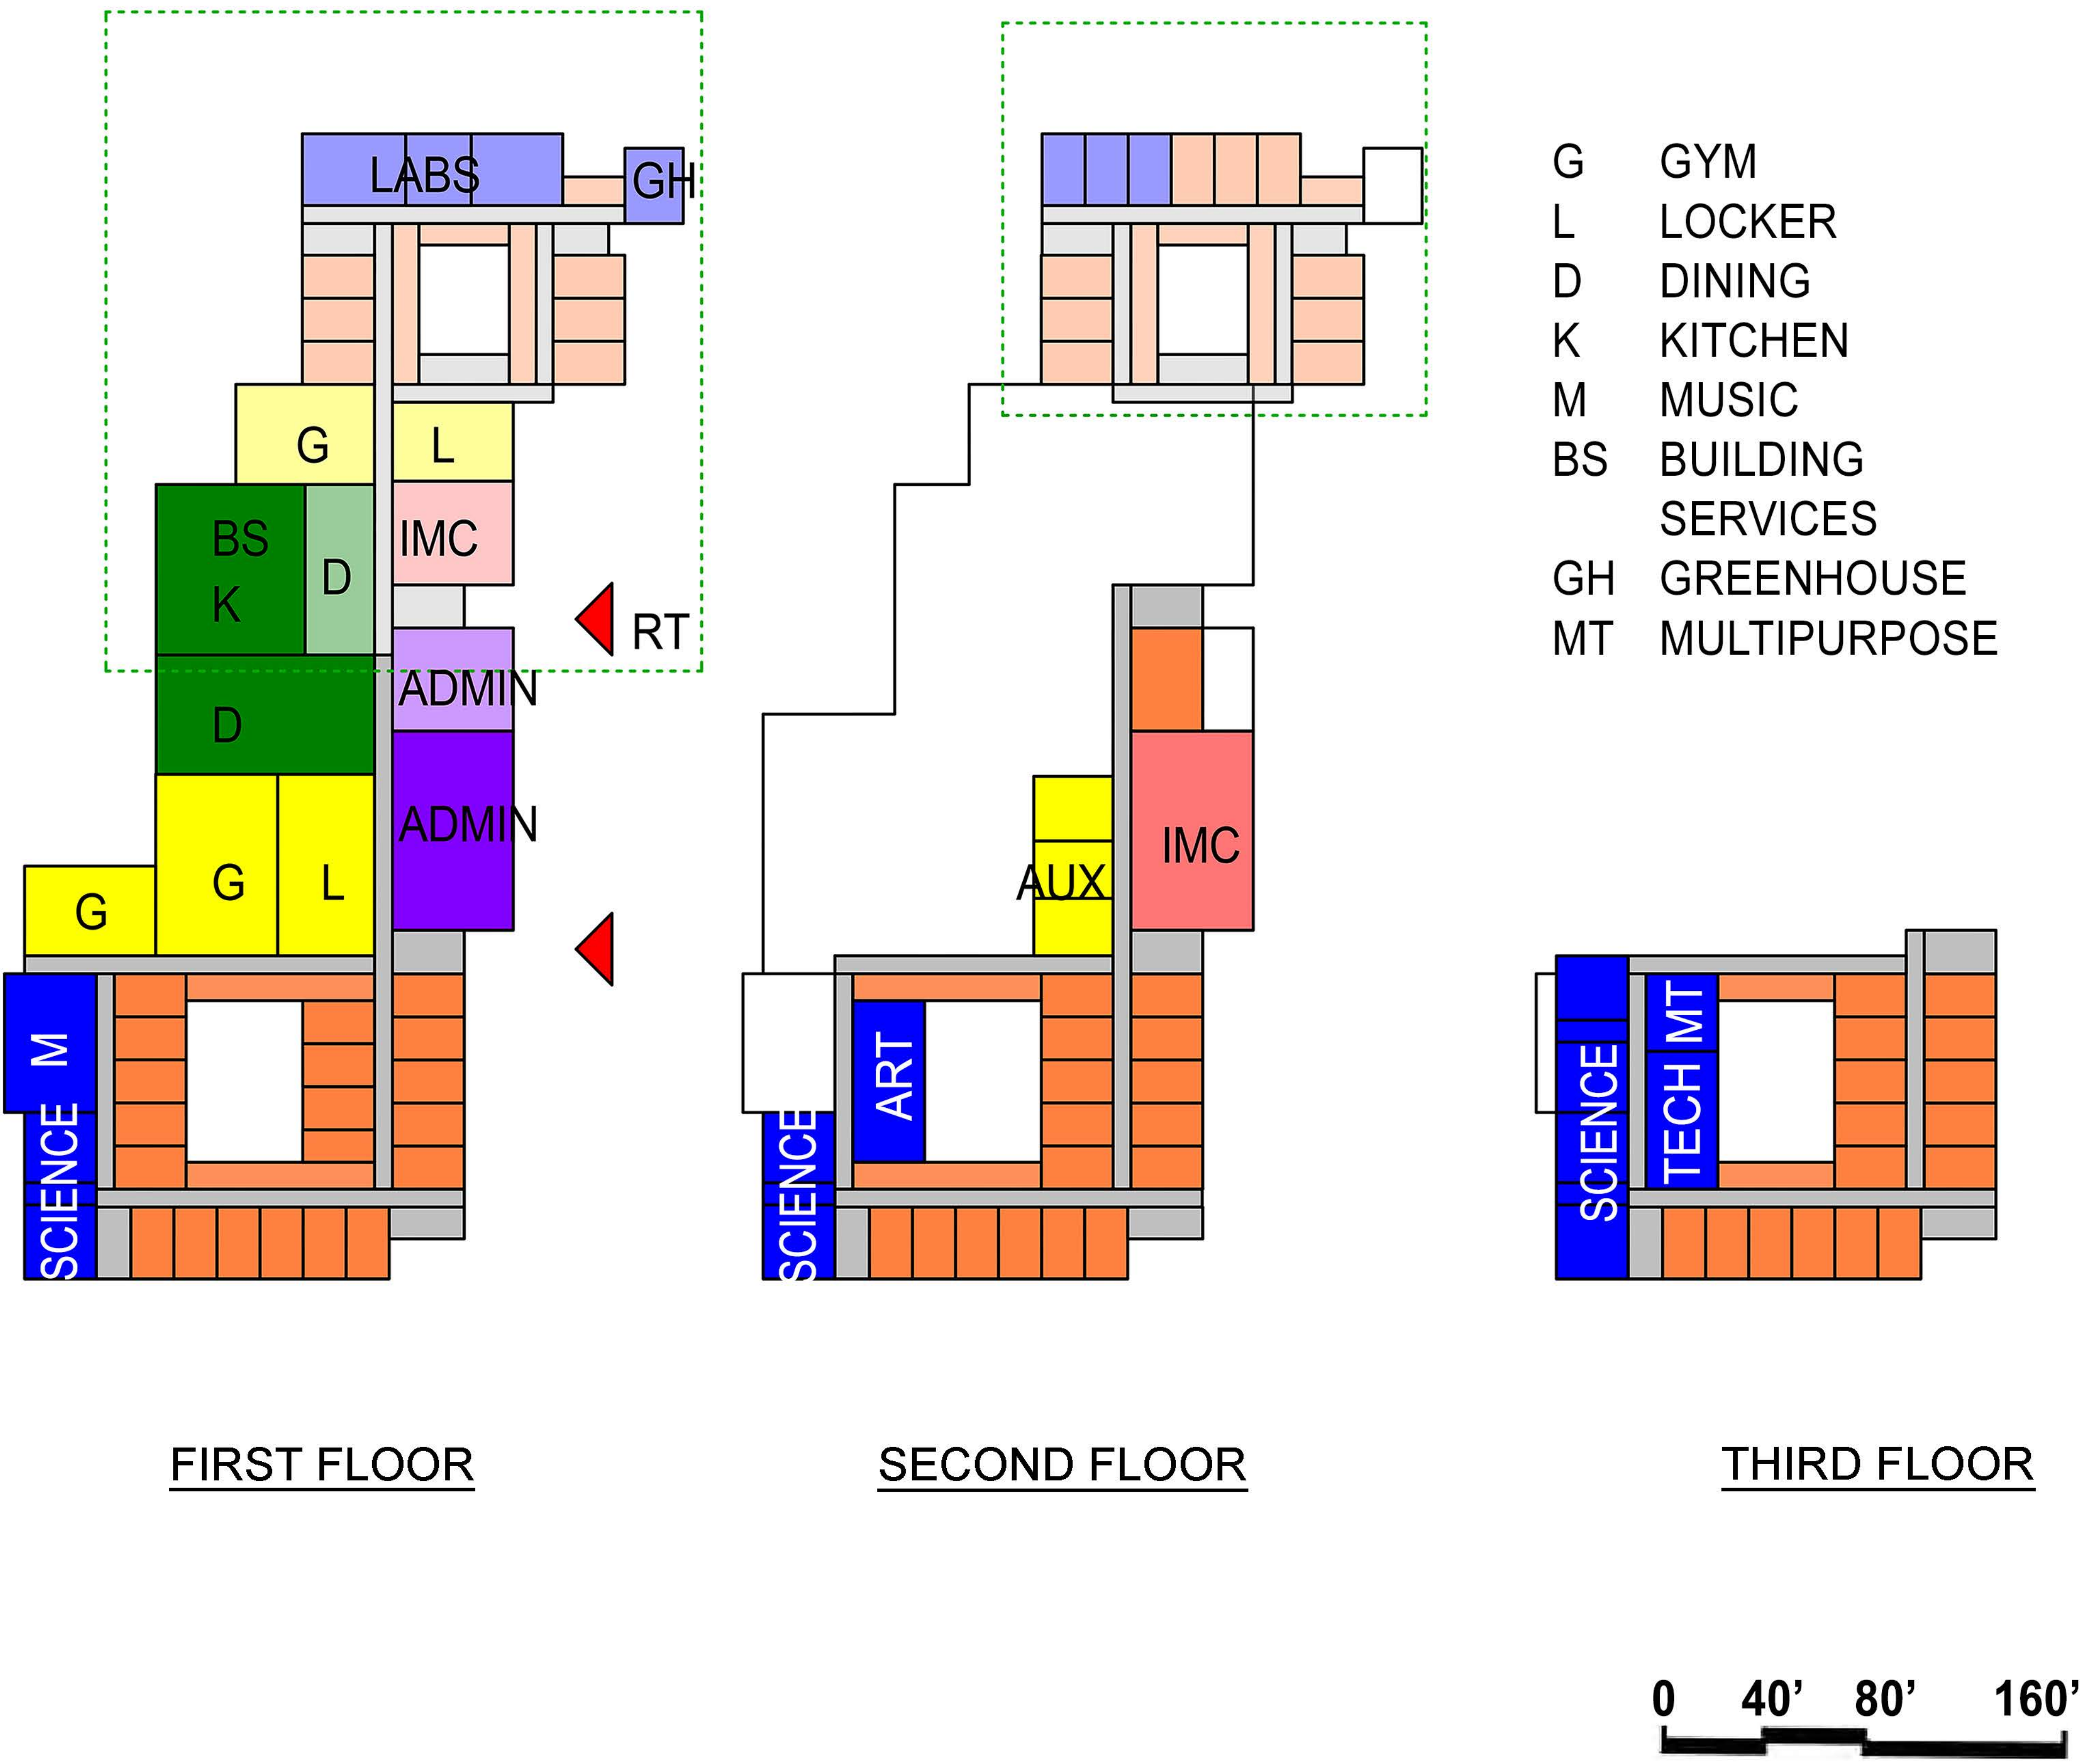 LABS
GH
G
L
BS
IMC
D
K
RT
ADMIN
D
ADMIN
G
G
L
M
SCIENCE
FIRST FLOOR
AUX
IMC
ART
SCIENCE
SECOND FLOOR
MT
SCIENCE
TECH
THIRD FLOOR
G GYM
L LOCKER
D DINING
K KITCHEN
M MUSIC
BS BUILDING
SERVICES
GH GREENHOUSE
MT MULTIPURPOSE
0 40’ 80’ 160’